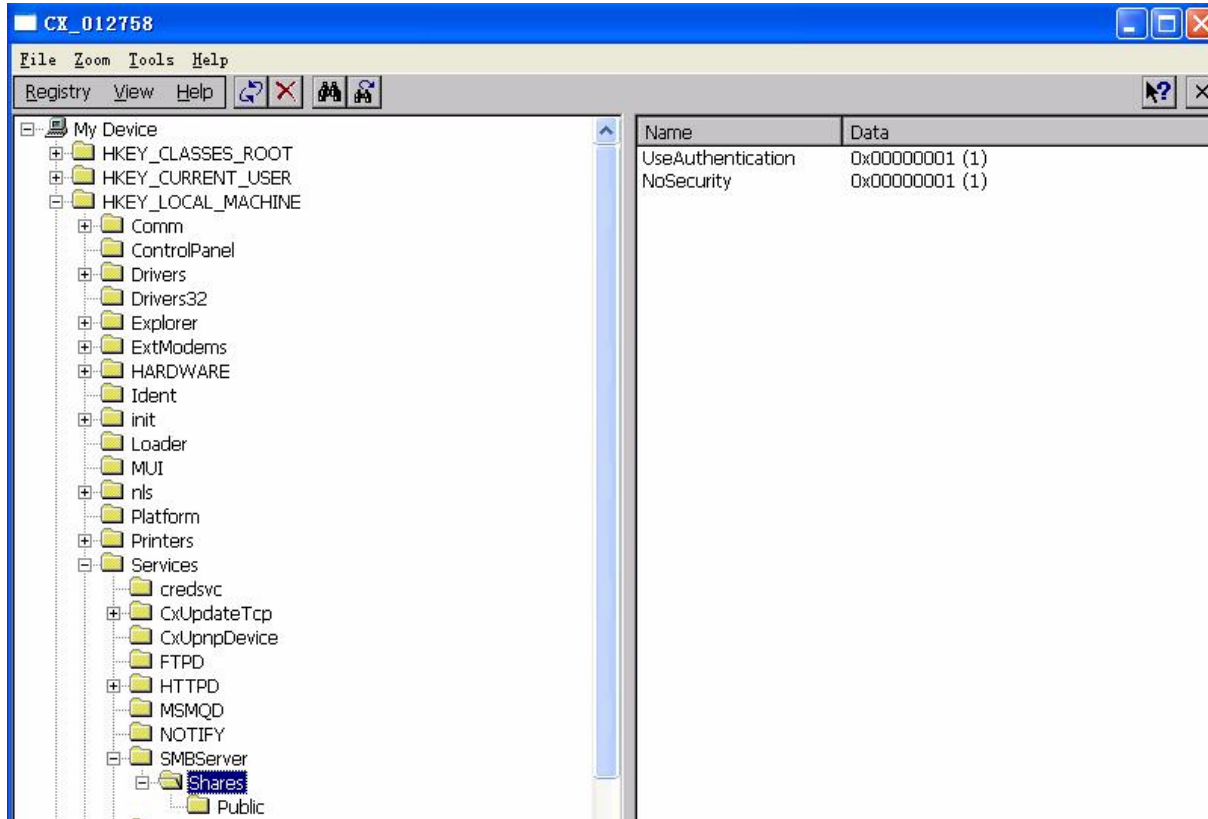 CX_012758
File Zoom Tools Help
Registry View Help
My Device
HKEY_CLASSES_ROOT
HKEY_CURRENT_USER
HKEY_LOCAL_MACHINE
Comm
ControlPanel
Drivers
Drivers32
Explorer
ExtModems
HARDWARE
Ident
init
Loader
MUI
nls
Platform
Printers
Services
credsvc
CxUpdateTcp
CxUpnpDevice
FTPD
HTTPD
MSMQD
NOTIFY
SMBServer
Shares
Public
Name Data
UseAuthentication 0x00000001 (1)
NoSecurity 0x00000001 (1)